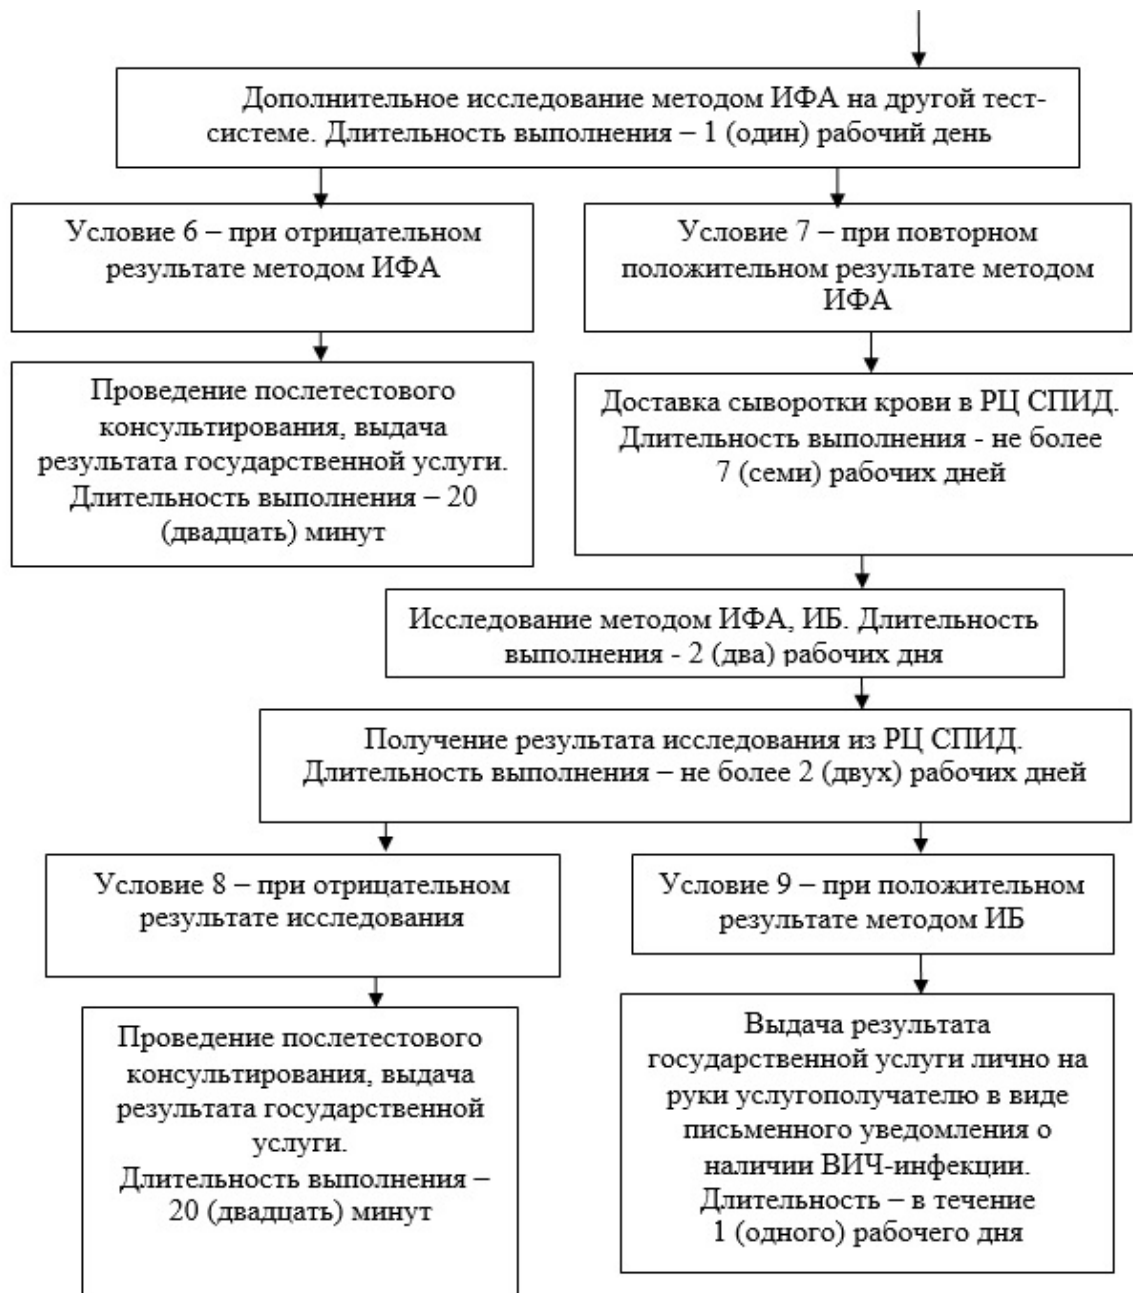 Дополнительное исследование методом ИФА на другой тест-
системе. Длительность выполнения – 1 (один) рабочий день
Условие 6 – при отрицательном
результате методом ИФА
Условие 7 – при повторном
положительном результате методом
ИФА
Проведение послетестового
консультирования, выдача
результата государственной услуги.
Длительность выполнения – 20
(двадцать) минут
Доставка сыворотки крови в РЦ СПИД.
Длительность выполнения - не более
7 (семи) рабочих дней
Исследование методом ИФА, ИБ. Длительность
выполнения - 2 (два) рабочих дня
Получение результата исследования из РЦ СПИД.
Длительность выполнения – не более 2 (двух) рабочих дней
Условие 8 – при отрицательном
результате исследования
Условие 9 – при положительном
результате методом ИБ
Проведение послетестового
консультирования, выдача
результата государственной
услуги.
Длительность выполнения –
20 (двадцать) минут
Выдача результата
государственной услуги лично на
руки услугополучателю в виде
письменного уведомления о
наличии ВИЧ-инфекции.
Длительность – в течение
1 (одного) рабочего дня